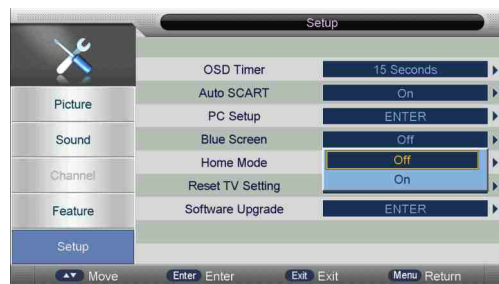 Setup
OSD Timer 15 Seconds
Auto SCART On
Picture
PC Setup ENTER
Sound
Blue Screen Off
Home Mode Off
Channel
On
Reset TV Setting
Feature
Software Upgrade ENTER
Setup
Move Enter Enter Exit Exit Menu Return